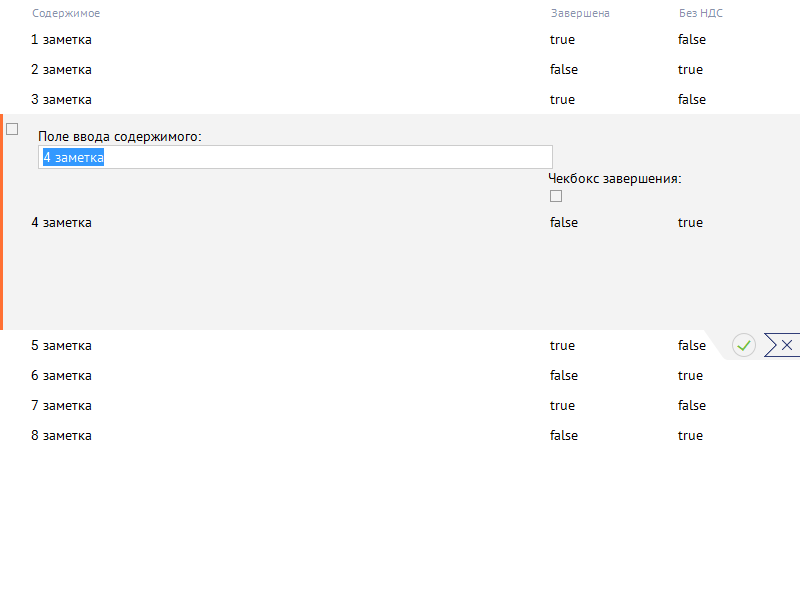 Содержимое Завершена Без НДС
1 заметка true false
2 заметка false true
3 заметка true false
Поле ввода содержимого:
4 заметка
Чекбокс завершения:
4 заметка false true
5 заметка true false
6 заметка false true
7 заметка true false
8 заметка false true